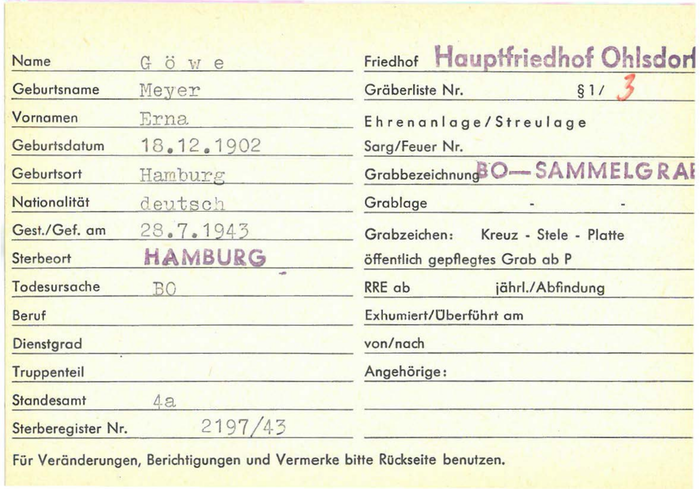 Name Göwe
Geburtsname Meyer
Vornamen Erna
Geburtsdatum 18.12.1902
Geburtsort Hamburg
Nationalität deutsch
Gest./Gef. am 28.7.1943
Sterbeort HAMBURG
Todesursache BO
Beruf
Dienstgrad
Truppenteil
Standesamt 4a
Sterberegister Nr. 2197/43
Friedhof Hauptfriedhof Ohlsdorf
Gräberliste Nr. § 1/ 3
Ehrenanlage/Streulage
Sarg/Feuer Nr.
Grabbezeichnung BO—SAMMELGRAB
Grablage - -
Grabzeichen: Kreuz - Stele - Platte
öffentlich gepflegtes Grab ab P
RRE ab jährl./Abfindung
Exhumiert/Überführt am
von/nach
Angehörige:
Für Veränderungen, Berichtigungen und Vermerke bitte Rückseite benutzen.